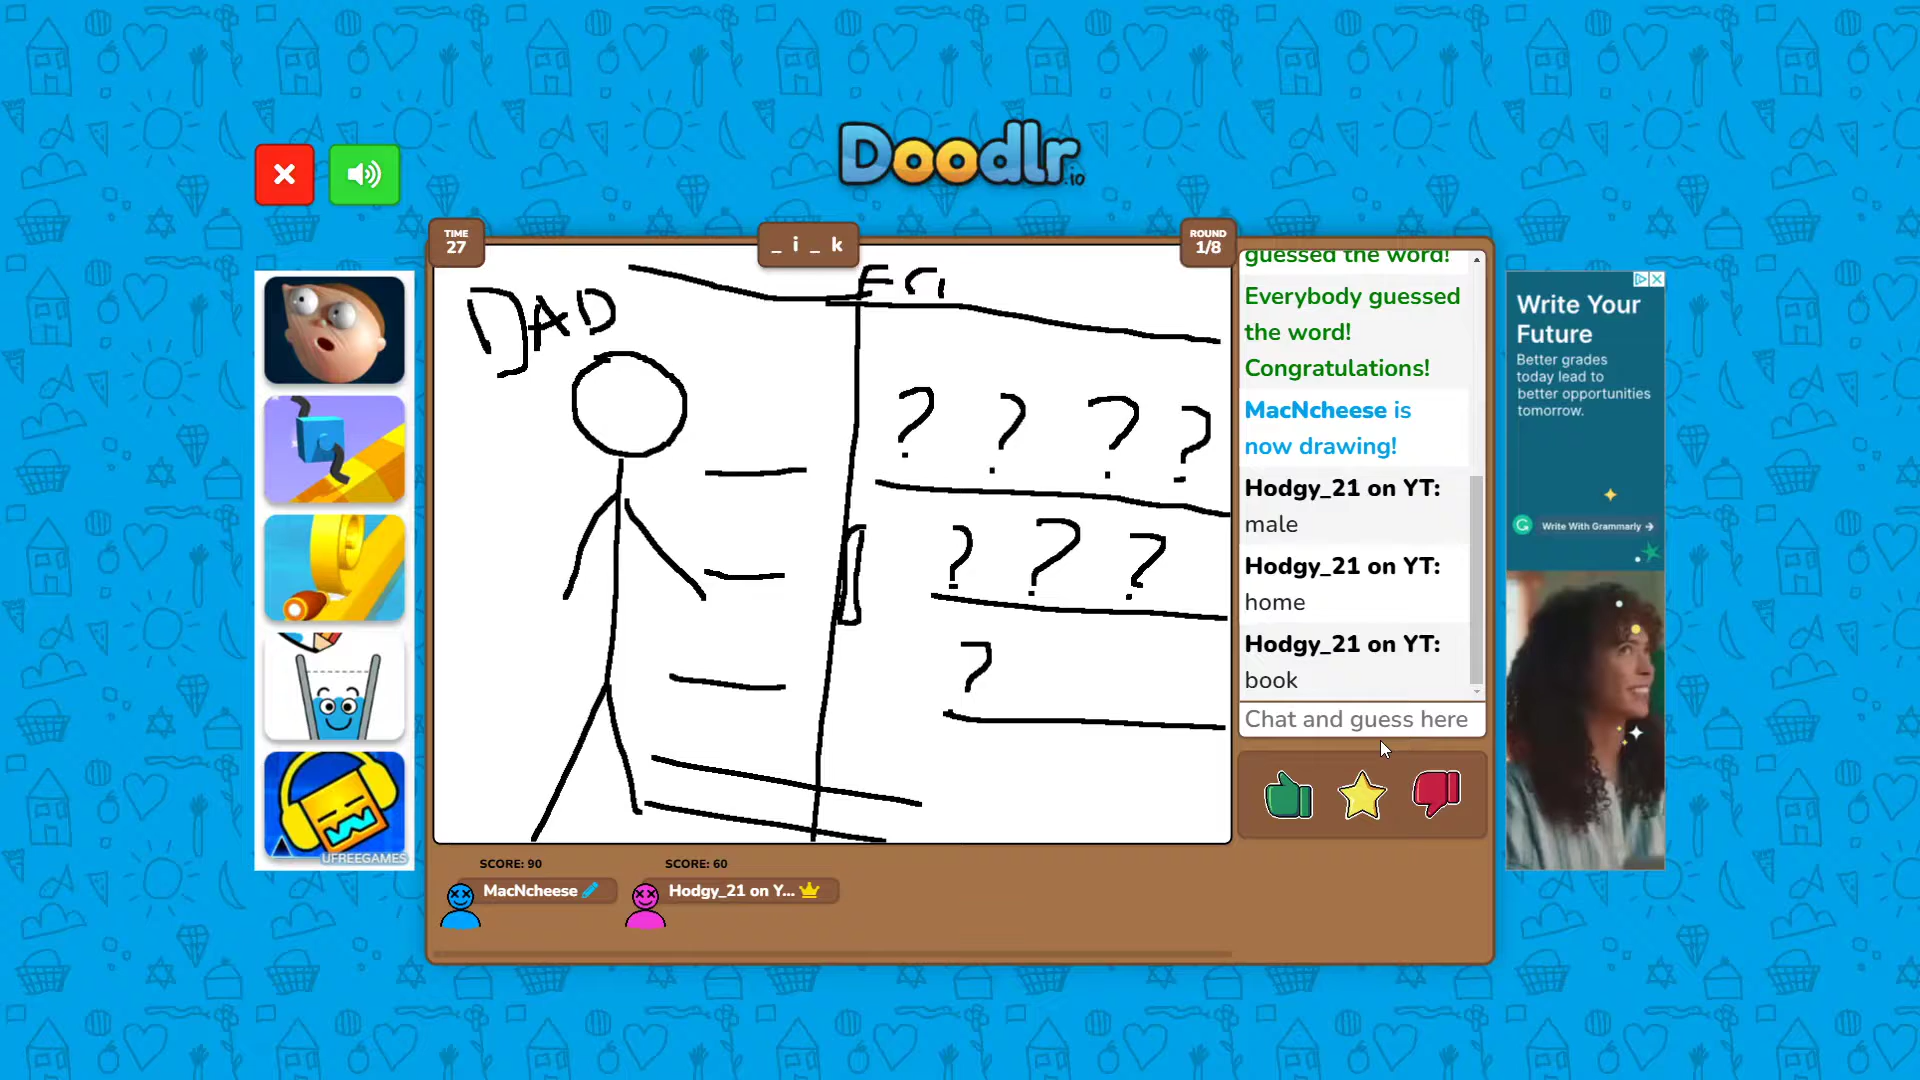 Doodlr.io
TIME
27
_ i _ k
ROUND
1/8
DAD
? ? ? ?
? ? ?
?
guessed the word!
Everybody guessed
the word!
Congratulations!
MacNcheese is
now drawing!
Hodgy_21 on YT:
male
Hodgy_21 on YT:
home
Hodgy_21 on YT:
book
Chat and guess here
SCORE: 90
MacNcheese
SCORE: 60
Hodgy_21 on Y...
UFREEGAMES
Write Your
Future
Better grades
today lead to
better opportunities
tomorrow.
Write With Grammarly